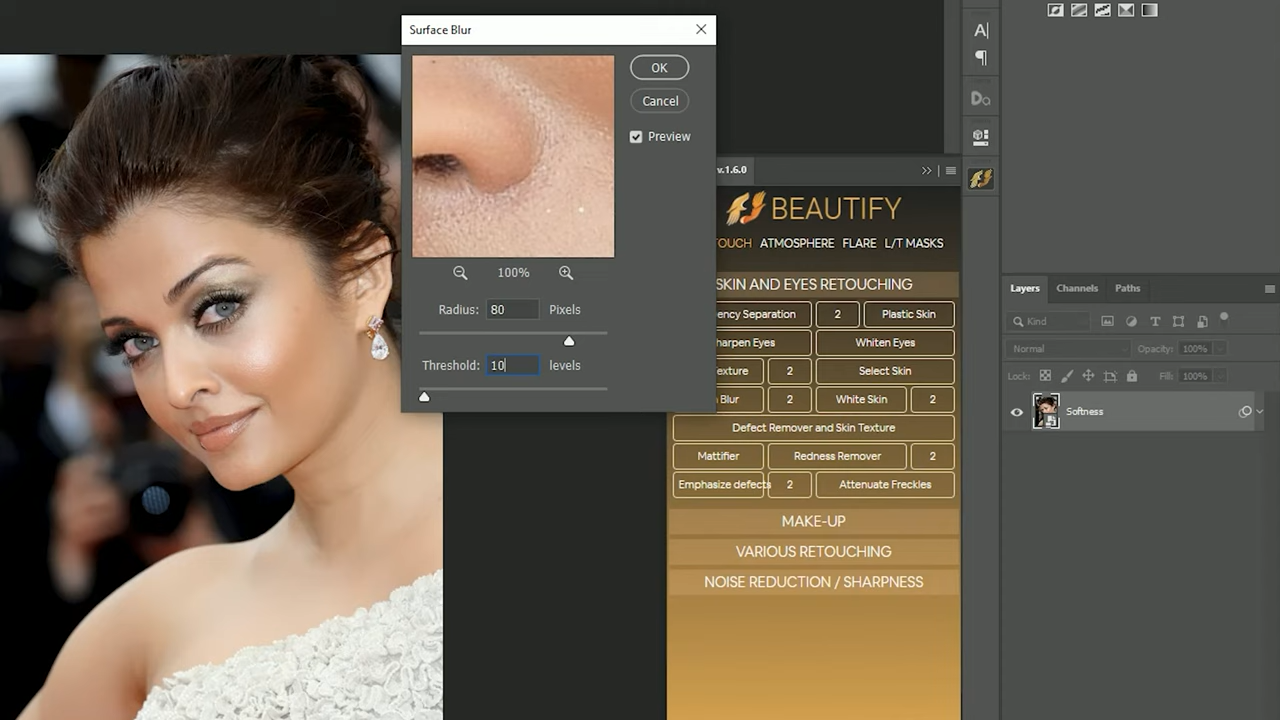 Surface Blur
OK
Cancel
Preview
100%
Radius: 80 Pixels
Threshold: 10 levels
v.1.6.0
BEAUTIFY
OUCH ATMOSPHERE FLARE L/T MASKS
SKIN AND EYES RETOUCHING
ency Separation 2 Plastic Skin
harpen Eyes Whiten Eyes
exture 2 Select Skin
Blur 2 White Skin 2
Defect Remover and Skin Texture
Mattifier Redness Remover 2
Emphasize defects 2 Attenuate Freckles
MAKE-UP
VARIOUS RETOUCHING
NOISE REDUCTION / SHARPNESS
Layers Channels Paths
Kind
Normal Opacity: 100%
Lock: Fill: 100%
Softness